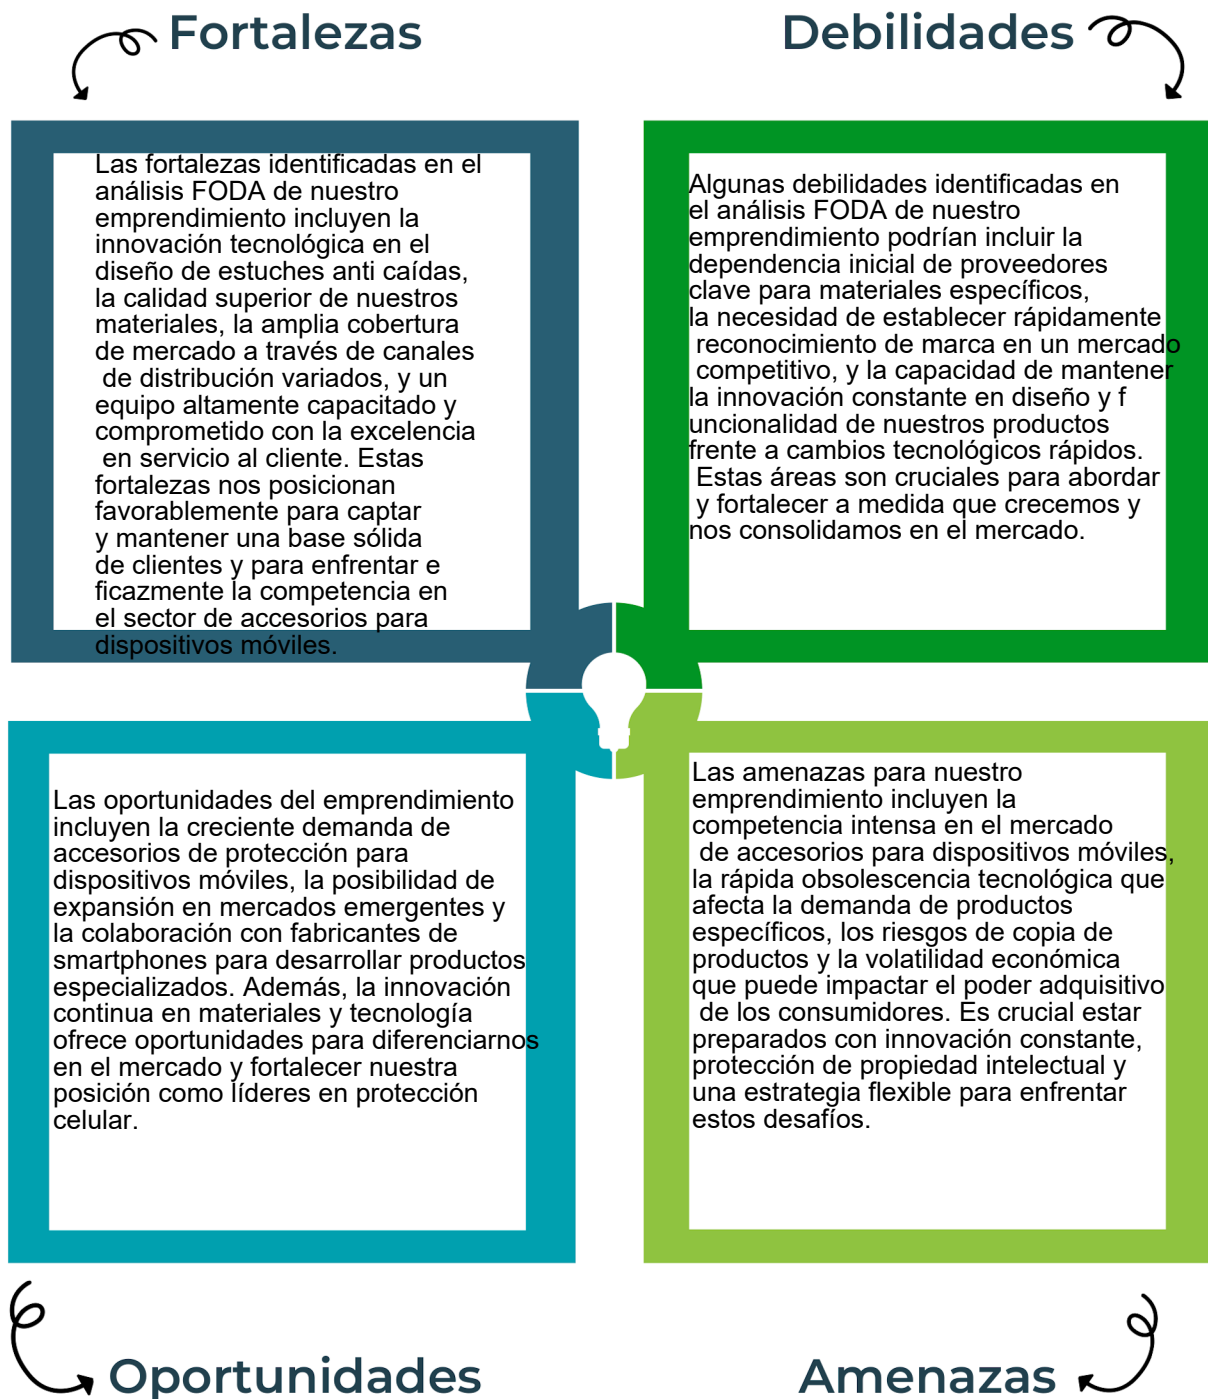 Fortalezas
Las fortalezas identificadas en el
análisis FODA de nuestro
emprendimiento incluyen la
innovación tecnológica en el
diseño de estuches anti caídas,
la calidad superior de nuestros
materiales, la amplia cobertura
de mercado a través de canales
de distribución variados, y un
equipo altamente capacitado y
comprometido con la excelencia
en servicio al cliente. Estas
fortalezas nos posicionan
favorablemente para captar
y mantener una base sólida
de clientes y para enfrentar e
ficazmente la competencia en
el sector de accesorios para
dispositivos móviles.
Debilidades
Algunas debilidades identificadas en
el análisis FODA de nuestro
emprendimiento podrían incluir la
dependencia inicial de proveedores
clave para materiales específicos,
la necesidad de establecer rápidamente
reconocimiento de marca en un mercado
competitivo, y la capacidad de mantener
la innovación constante en diseño y f
uncionalidad de nuestros productos
frente a cambios tecnológicos rápidos.
Estas áreas son cruciales para abordar
y fortalecer a medida que crecemos y
nos consolidamos en el mercado.
Las oportunidades del emprendimiento
incluyen la creciente demanda de
accesorios de protección para
dispositivos móviles, la posibilidad de
expansión en mercados emergentes y
la colaboración con fabricantes de
smartphones para desarrollar productos
especializados. Además, la innovación
continua en materiales y tecnología
ofrece oportunidades para diferenciarnos
en el mercado y fortalecer nuestra
posición como líderes en protección
celular.
Oportunidades
Las amenazas para nuestro
emprendimiento incluyen la
competencia intensa en el mercado
de accesorios para dispositivos móviles,
la rápida obsolescencia tecnológica que
afecta la demanda de productos
específicos, los riesgos de copia de
productos y la volatilidad económica
que puede impactar el poder adquisitivo
de los consumidores. Es crucial estar
preparados con innovación constante,
protección de propiedad intelectual y
una estrategia flexible para enfrentar
estos desafíos.
Amenazas